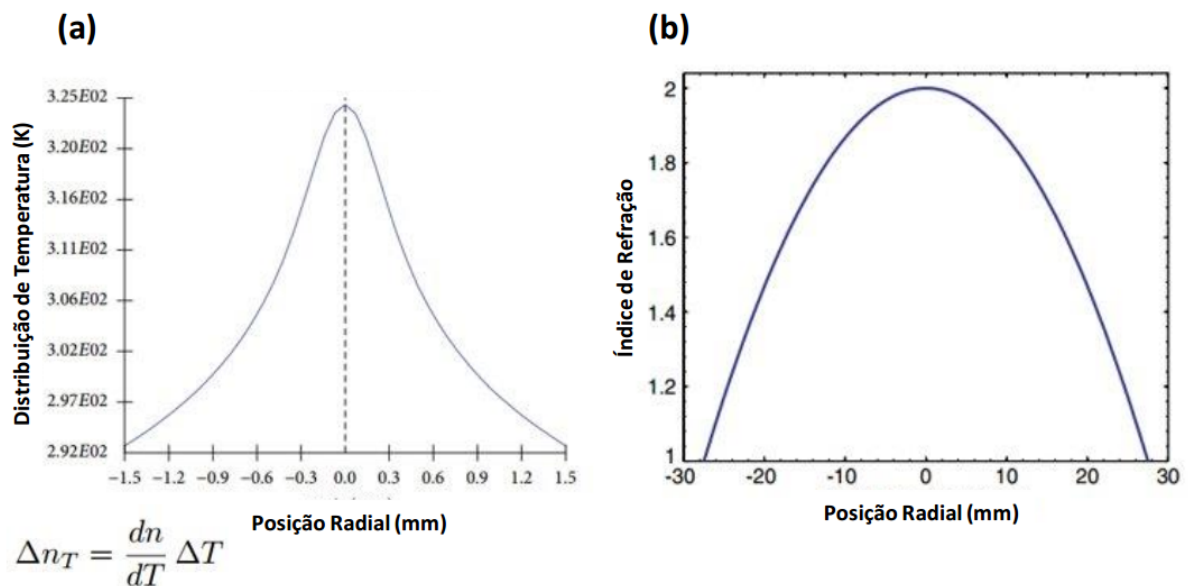 (a)
Distribuição de Temperatura (K)
3.25E02
3.20E02
3.16E02
3.11E02
3.06E02
3.02E02
2.97E02
2.92E02
−1.5 −1.2 −0.9 −0.6 −0.3 0.0 0.3 0.6 0.9 1.2 1.5
Posição Radial (mm)
Δn_T = dn/dT ΔT
(b)
Índice de Refração
2
1.8
1.6
1.4
1.2
1
-30 -20 -10 0 10 20 30
Posição Radial (mm)